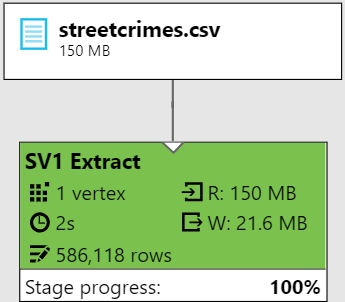 streetcrimes.csv
150 MB
SV1 Extract
1 vertex R: 150 MB
2s W: 21.6 MB
586,118 rows
Stage progress: 100%